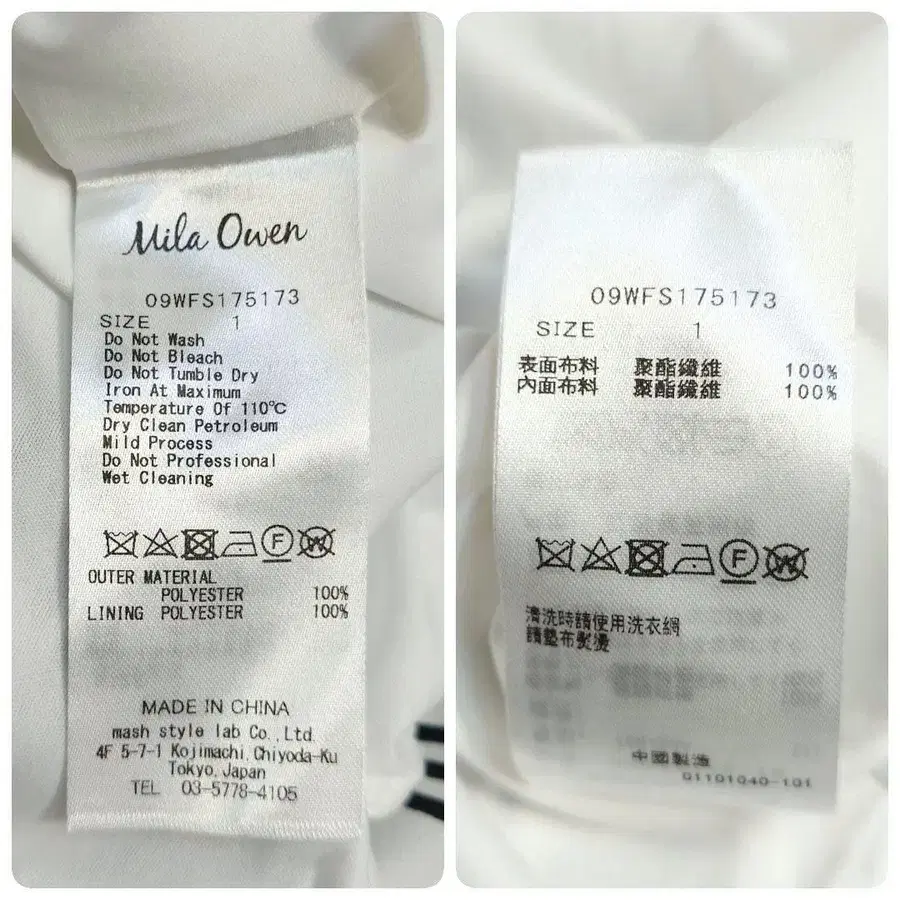 Mila Owen
09WFS175173
SIZE 1
Do Not Wash
Do Not Bleach
Do Not Tumble Dry
Iron At Maximum
Temperature Of 110℃
Dry Clean Petroleum
Mild Process
Do Not Professional
Wet Cleaning
F W
OUTER MATERIAL
POLYESTER 100%
LINING POLYESTER 100%
MADE IN CHINA
mash style lab Co.,Ltd.
4F 5-7-1 Kojimachi,Chiyoda-Ku
Tokyo,Japan
TEL 03-5778-4105
09WFS175173
SIZE 1
表面布料 聚酯纖維 100%
內面布料 聚酯纖維 100%
F W
清洗時請使用洗衣網
請墊布熨燙
中國製造
G1101040-101